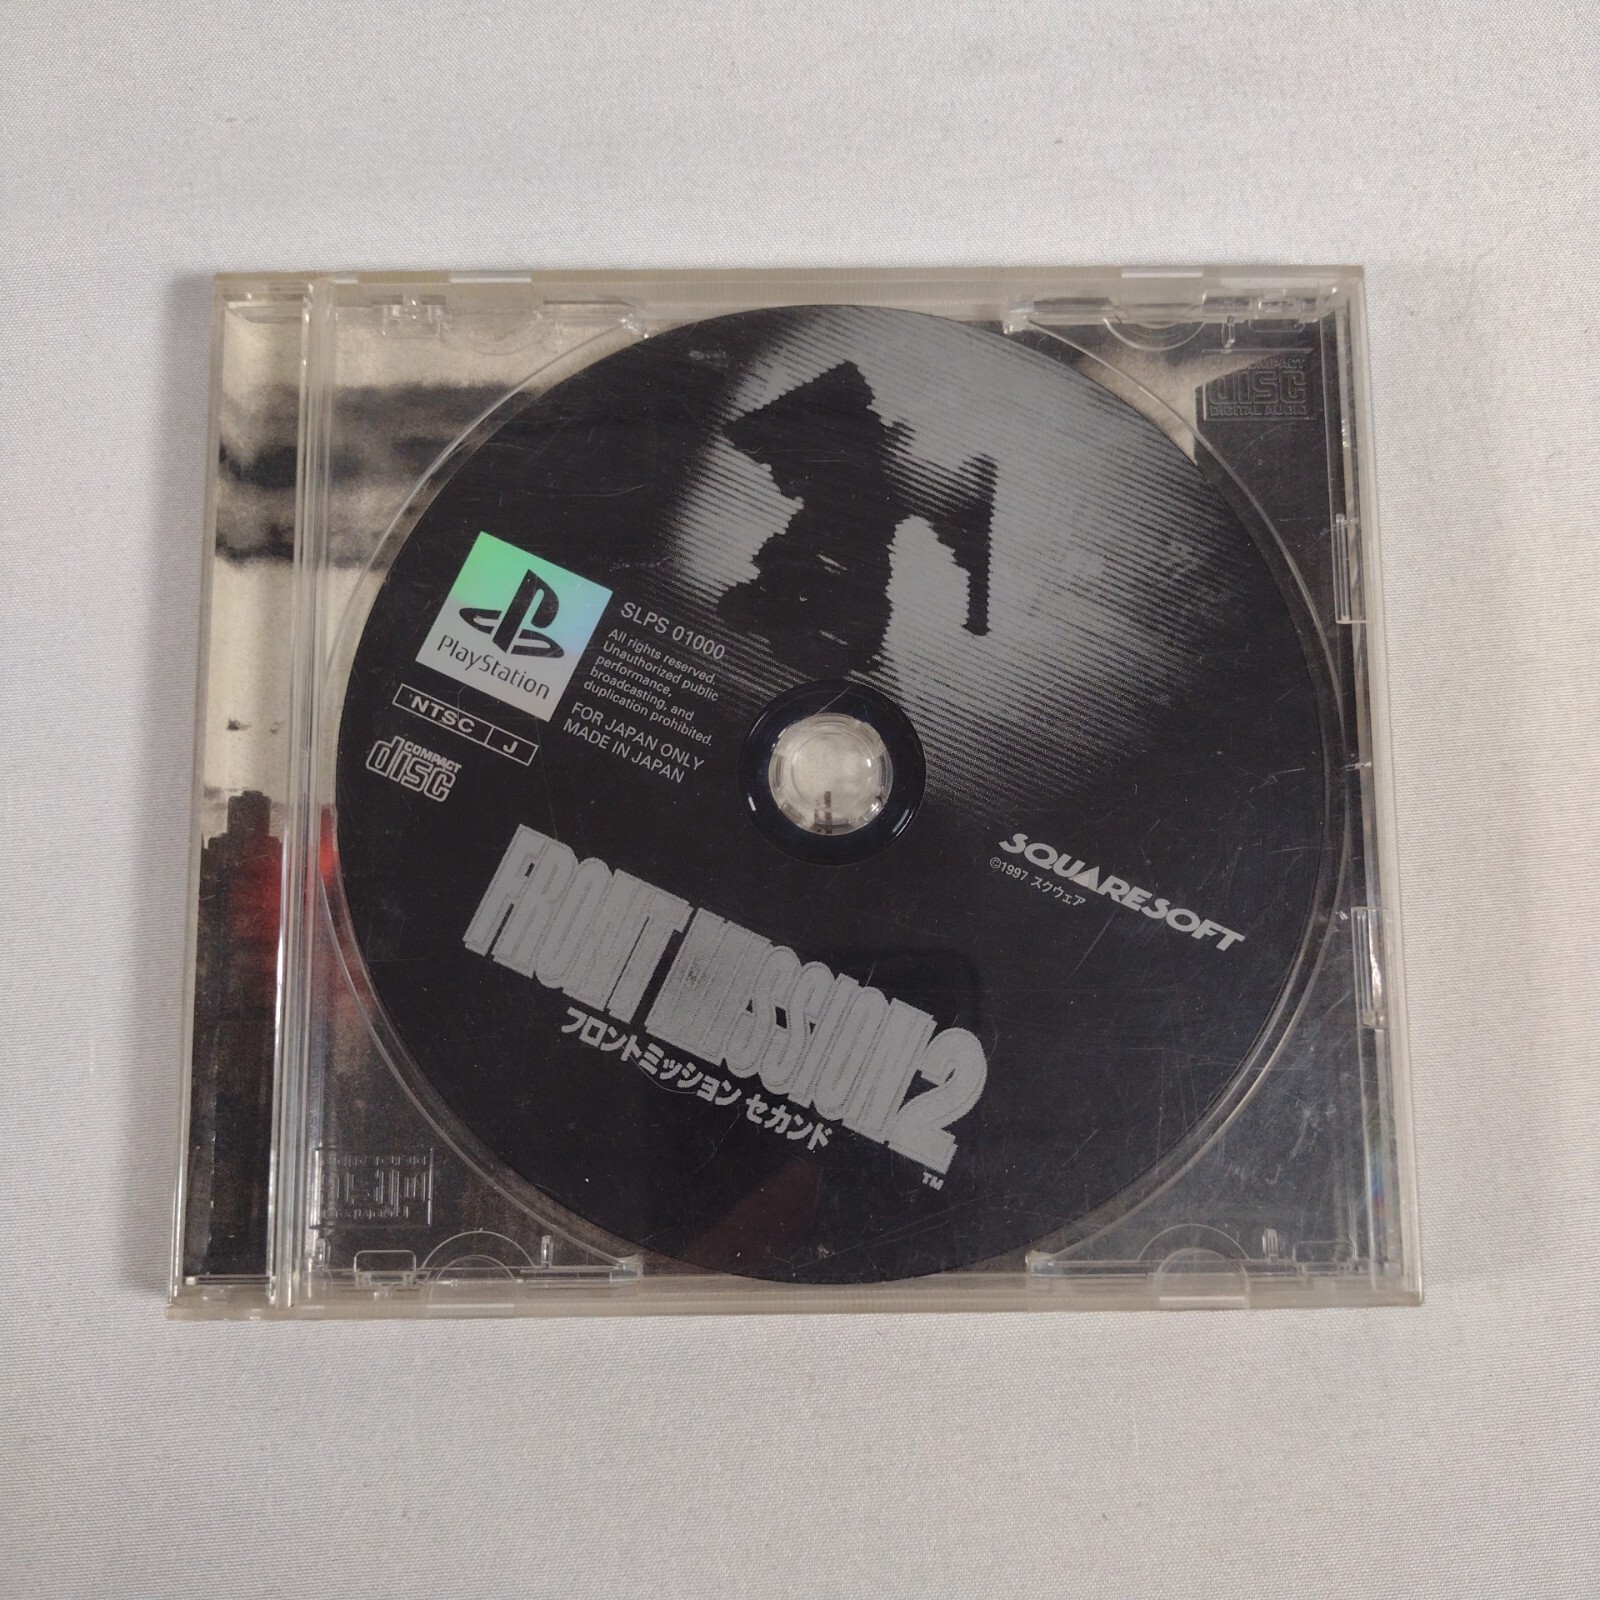 COMPACT
disc
DIGITAL AUDIO
PlayStation
SLPS 01000
All rights reserved.
Unauthorized public
performance,
broadcasting, and
duplication prohibited.
FOR JAPAN ONLY
MADE IN JAPAN
NTSC J
COMPACT
disc
SQUARESOFT
©1997 スクウェア
FRONT MISSION 2
フロントミッション セカンド
TM